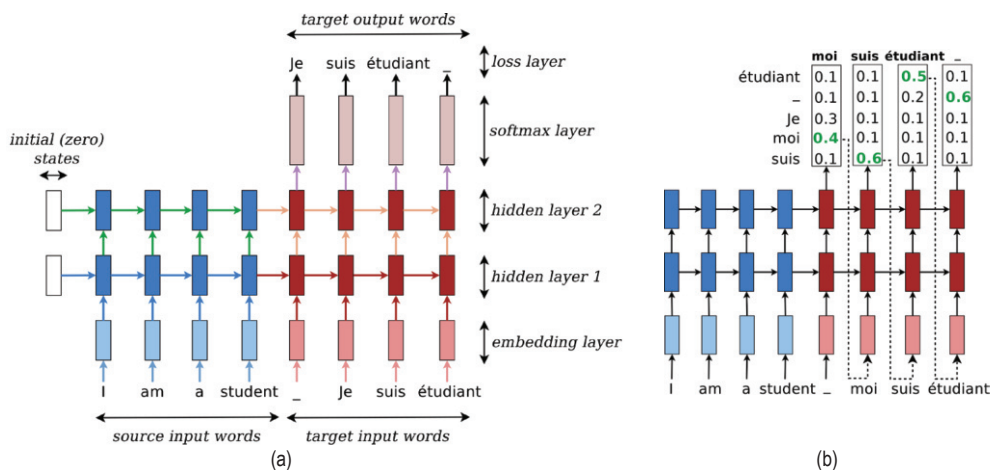 target output words
Je suis étudiant _
loss layer
softmax layer
initial (zero)
states
hidden layer 2
hidden layer 1
embedding layer
I am a student _ Je suis étudiant
source input words target input words
(a)
moi suis étudiant _
étudiant 0.1 0.1 0.5 0.1
_ 0.1 0.1 0.2 0.6
Je 0.3 0.1 0.1 0.1
moi 0.4 0.1 0.1 0.1
suis 0.1 0.6 0.1 0.1
I am a student _ moi suis étudiant
(b)